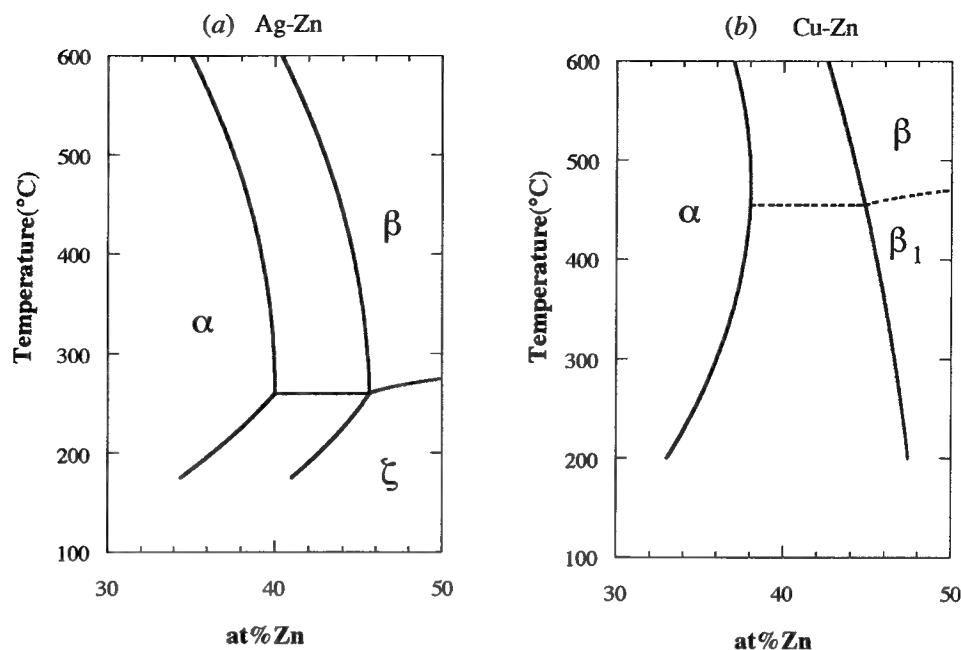 (a) Ag-Zn
600
500
400
300
200
100
30 40 50
Temperature(°C)
at%Zn
α
β
ζ
(b) Cu-Zn
600
500
400
300
200
100
30 40 50
Temperature(°C)
at%Zn
α
β
β₁